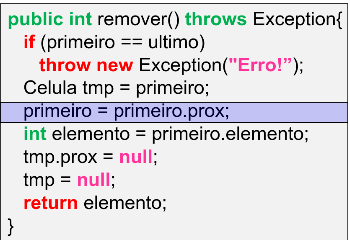 public int remover() throws Exception{
if (primeiro == ultimo)
throw new Exception("Erro!”);
Celula tmp = primeiro;
primeiro = primeiro.prox;
int elemento = primeiro.elemento;
tmp.prox = null;
tmp = null;
return elemento;
}